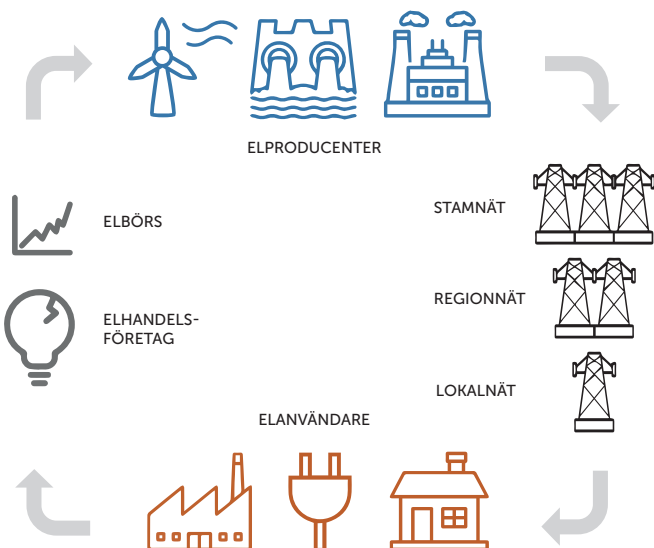 ELPRODUCENTER
ELBÖRS
STAMNÄT
REGIONNÄT
ELHANDELS-
FÖRETAG
LOKALNÄT
ELANVÄNDARE